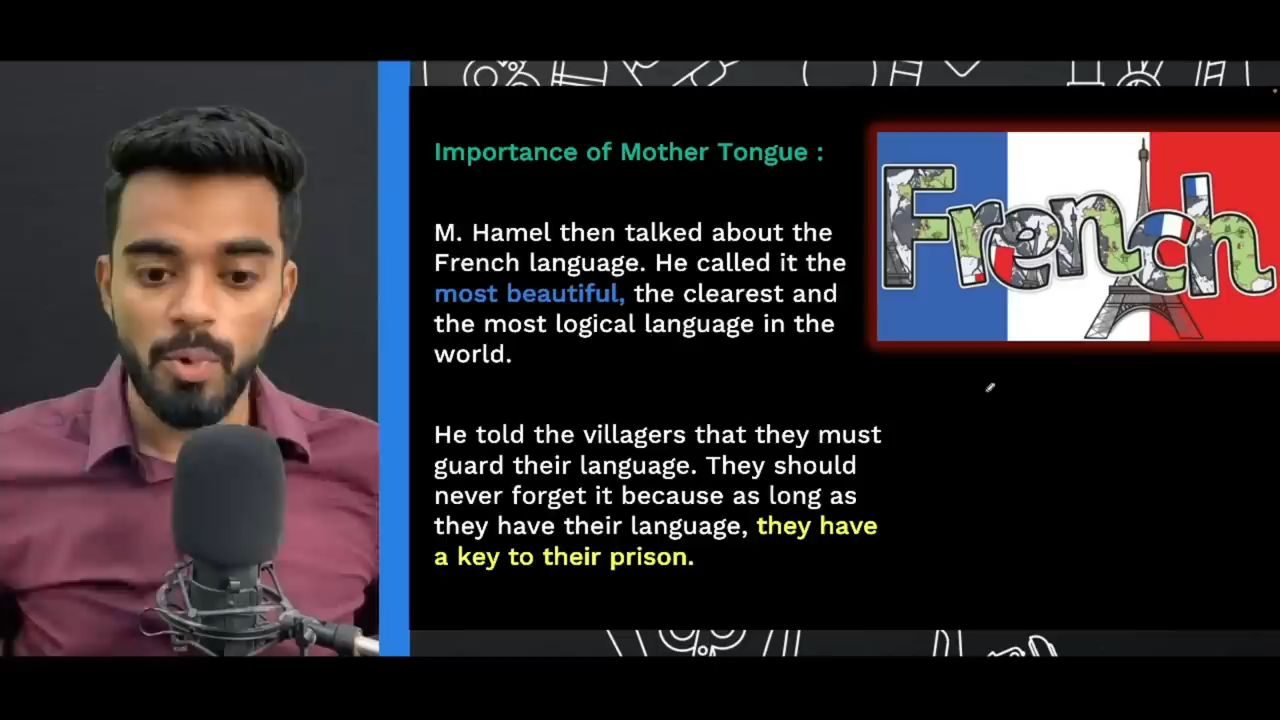 Importance of Mother Tongue :
M. Hamel then talked about the
French language. He called it the
most beautiful, the clearest and
the most logical language in the
world.
He told the villagers that they must
guard their language. They should
never forget it because as long as
they have their language, they have
a key to their prison.
French